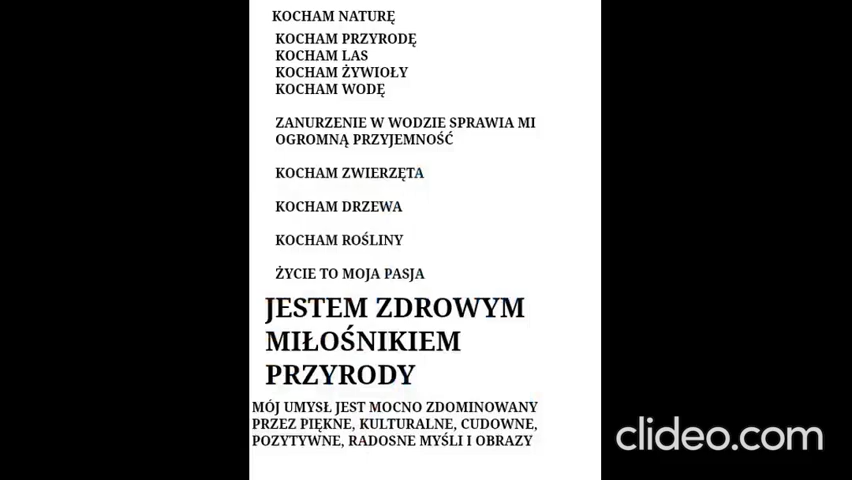 KOCHAM NATURĘ
KOCHAM PRZYRODĘ
KOCHAM LAS
KOCHAM ŻYWIOŁY
KOCHAM WODĘ
ZANURZENIE W WODZIE SPRAWIA MI
OGROMNĄ PRZYJEMNOŚĆ
KOCHAM ZWIERZĘTA
KOCHAM DRZEWA
KOCHAM ROŚLINY
ŻYCIE TO MOJA PASJA
JESTEM ZDROWYM
MIŁOŚNIKIEM
PRZYRODY
MÓJ UMYSŁ JEST MOCNO ZDOMINOWANY
PRZEZ PIĘKNE, KULTURALNE, CUDOWNE,
POZYTYWNE, RADOSNE MYŚLI I OBRAZY
clideo.com